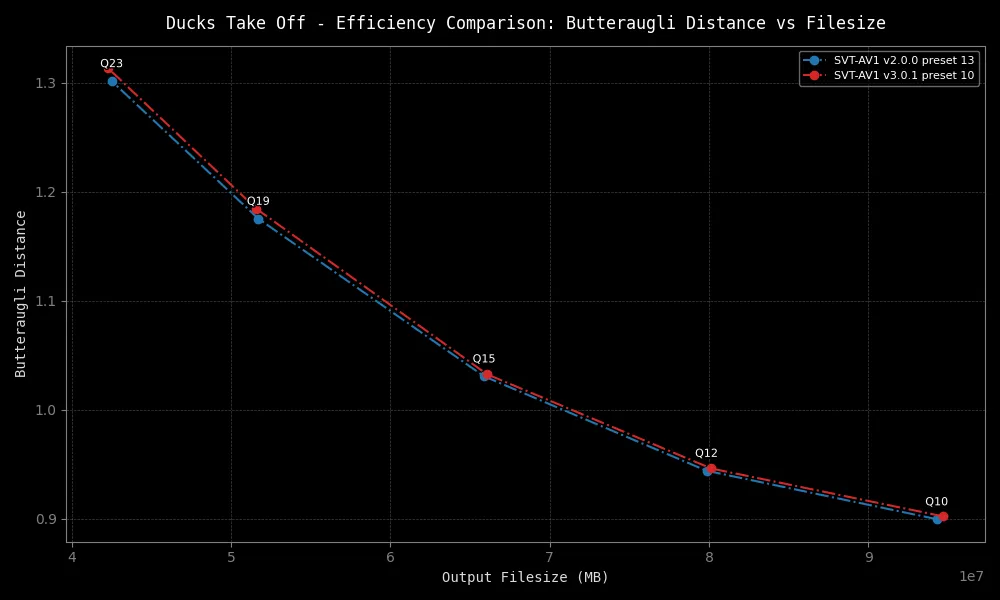 Ducks Take Off - Efficiency Comparison: Butteraugli Distance vs Filesize
SVT-AV1 v2.0.0 preset 13
SVT-AV1 v3.0.1 preset 10
Q23
Q19
Q15
Q12
Q10
Butteraugli Distance
1.3
1.2
1.1
1.0
0.9
4 5 6 7 8 9
1e7
Output Filesize (MB)